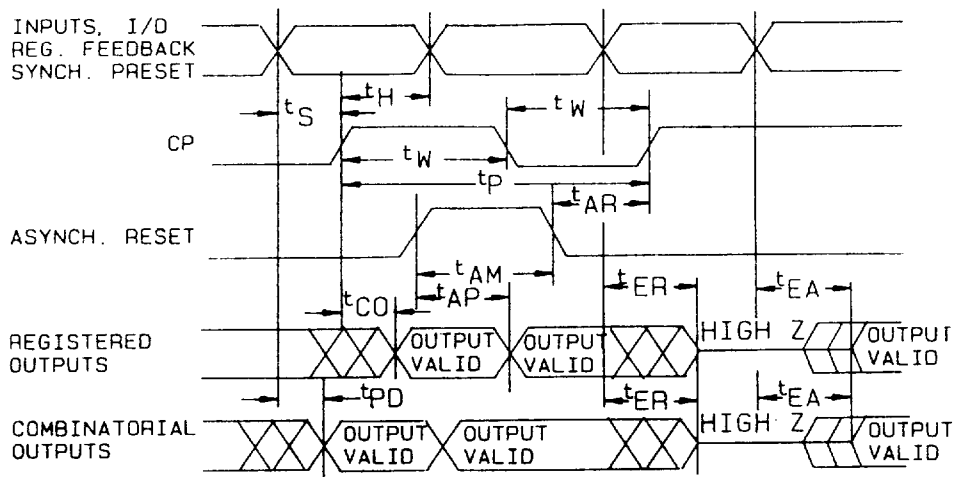 INPUTS, I/O
REG. FEEDBACK
SYNCH. PRESET
tS
tH
tW
CP
tW
tP
tAR
ASYNCH. RESET
tAM
tER
tEA
tCO
tAP
REGISTERED
OUTPUTS
OUTPUT
VALID
OUTPUT
VALID
HIGH Z
OUTPUT
VALID
tPD
tER
tEA
COMBINATORIAL
OUTPUTS
OUTPUT
VALID
OUTPUT
VALID
HIGH Z
OUTPUT
VALID